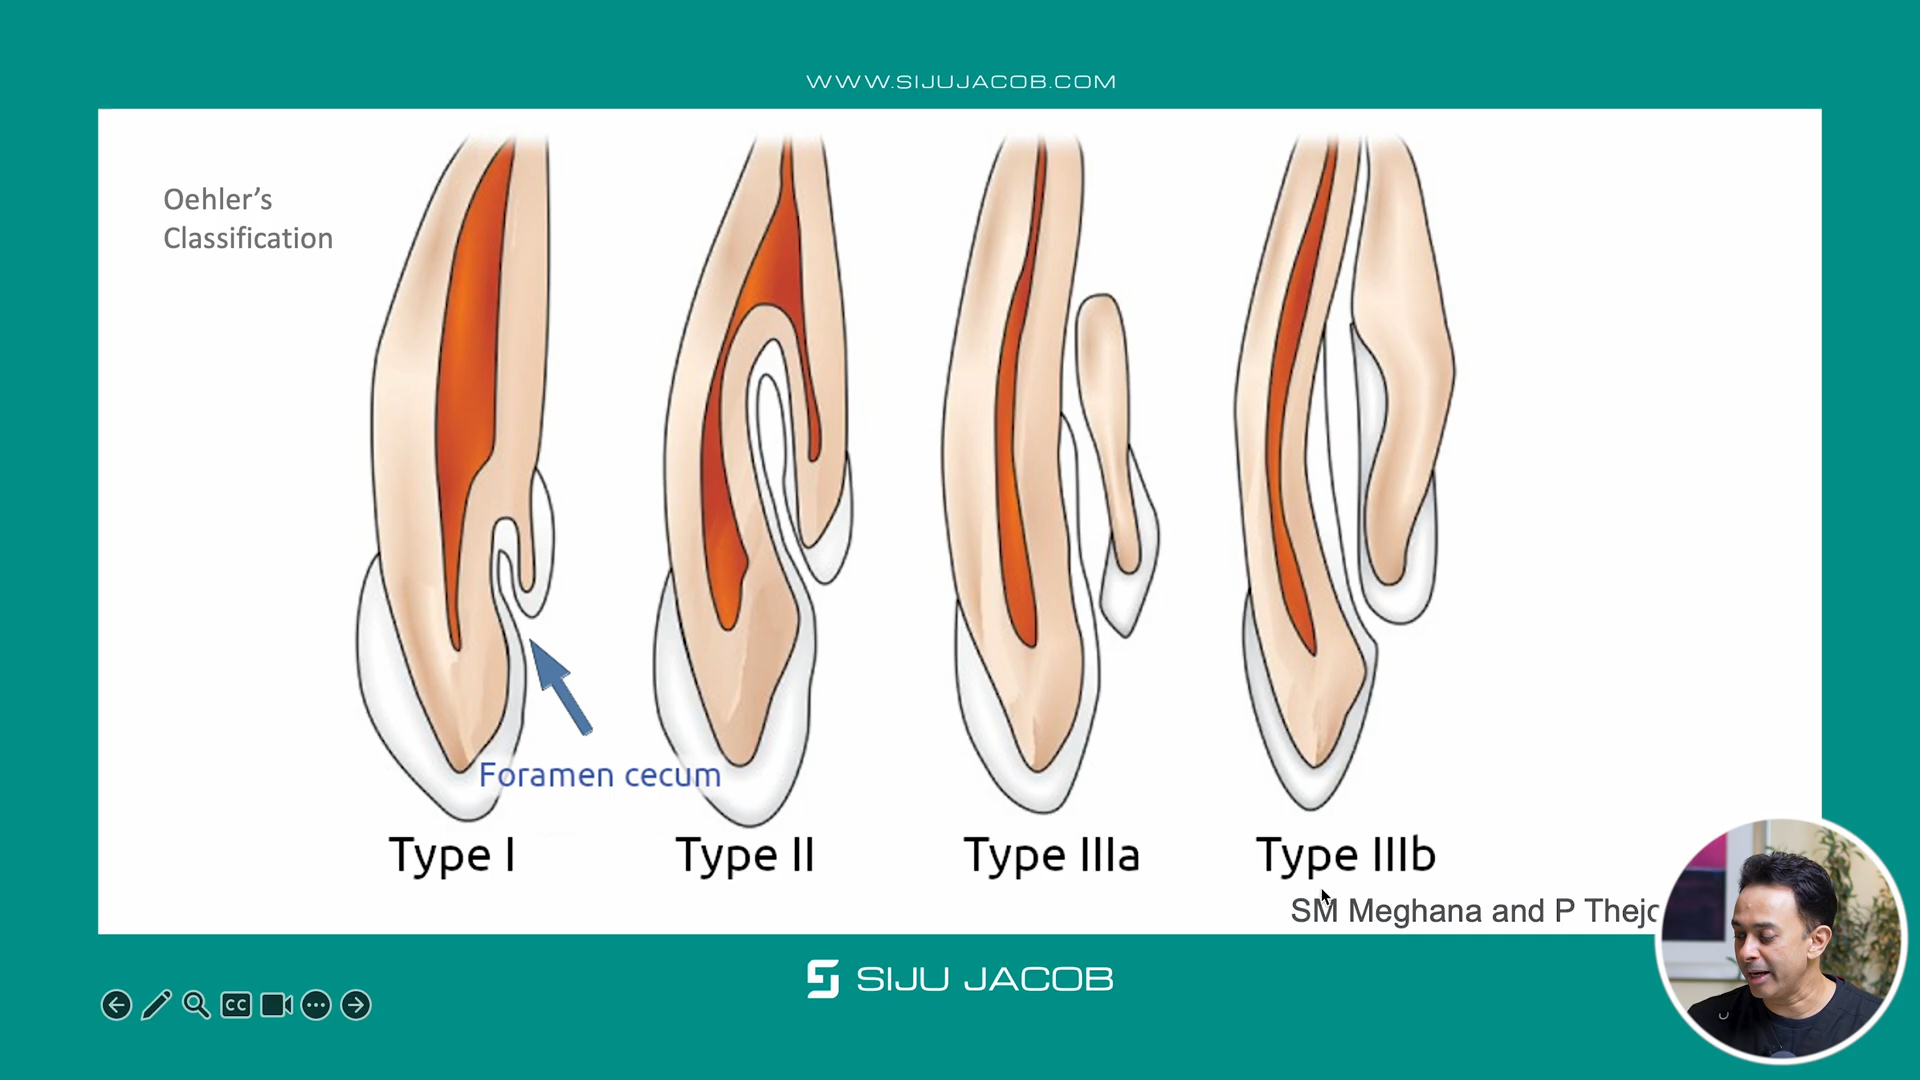 WWW.SIJUJACOB.COM
Oehler’s
Classification
Foramen cecum
Type I
Type II
Type IIIa
Type IIIb
SM Meghana and P
SIJU JACOB
CC